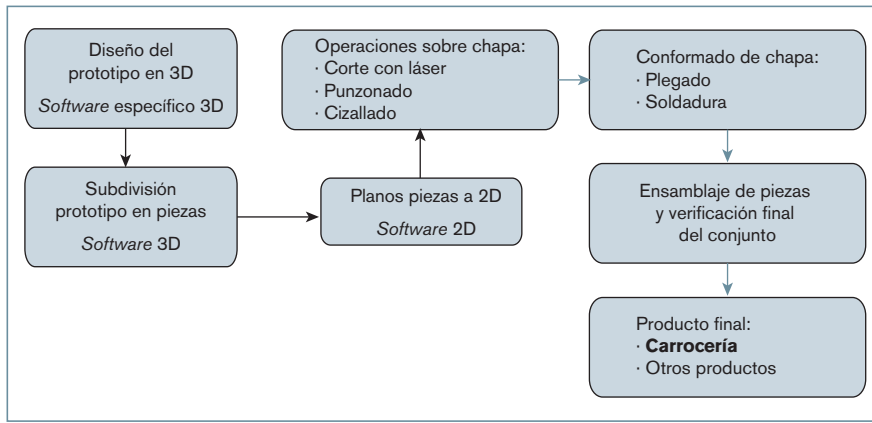 Diseño del
prototipo en 3D
Software específico 3D
Subdivisión
prototipo en piezas
Software 3D
Planos piezas a 2D
Software 2D
Operaciones sobre chapa:
· Corte con láser
· Punzonado
· Cizallado
Conformado de chapa:
· Plegado
· Soldadura
Ensamblaje de piezas
y verificación final
del conjunto
Producto final:
· Carrocería
· Otros productos